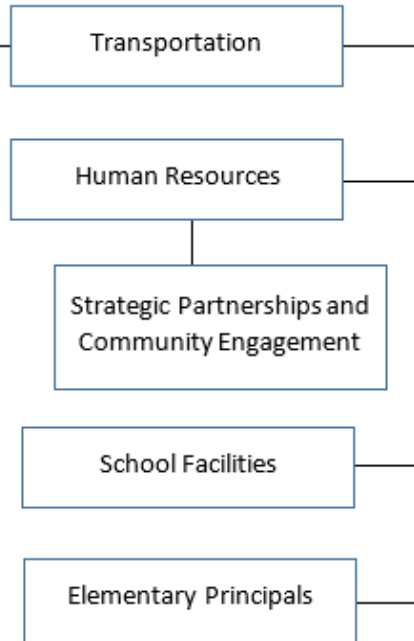 Transportation
Human Resources
Strategic Partnerships and
Community Engagement
School Facilities
Elementary Principals